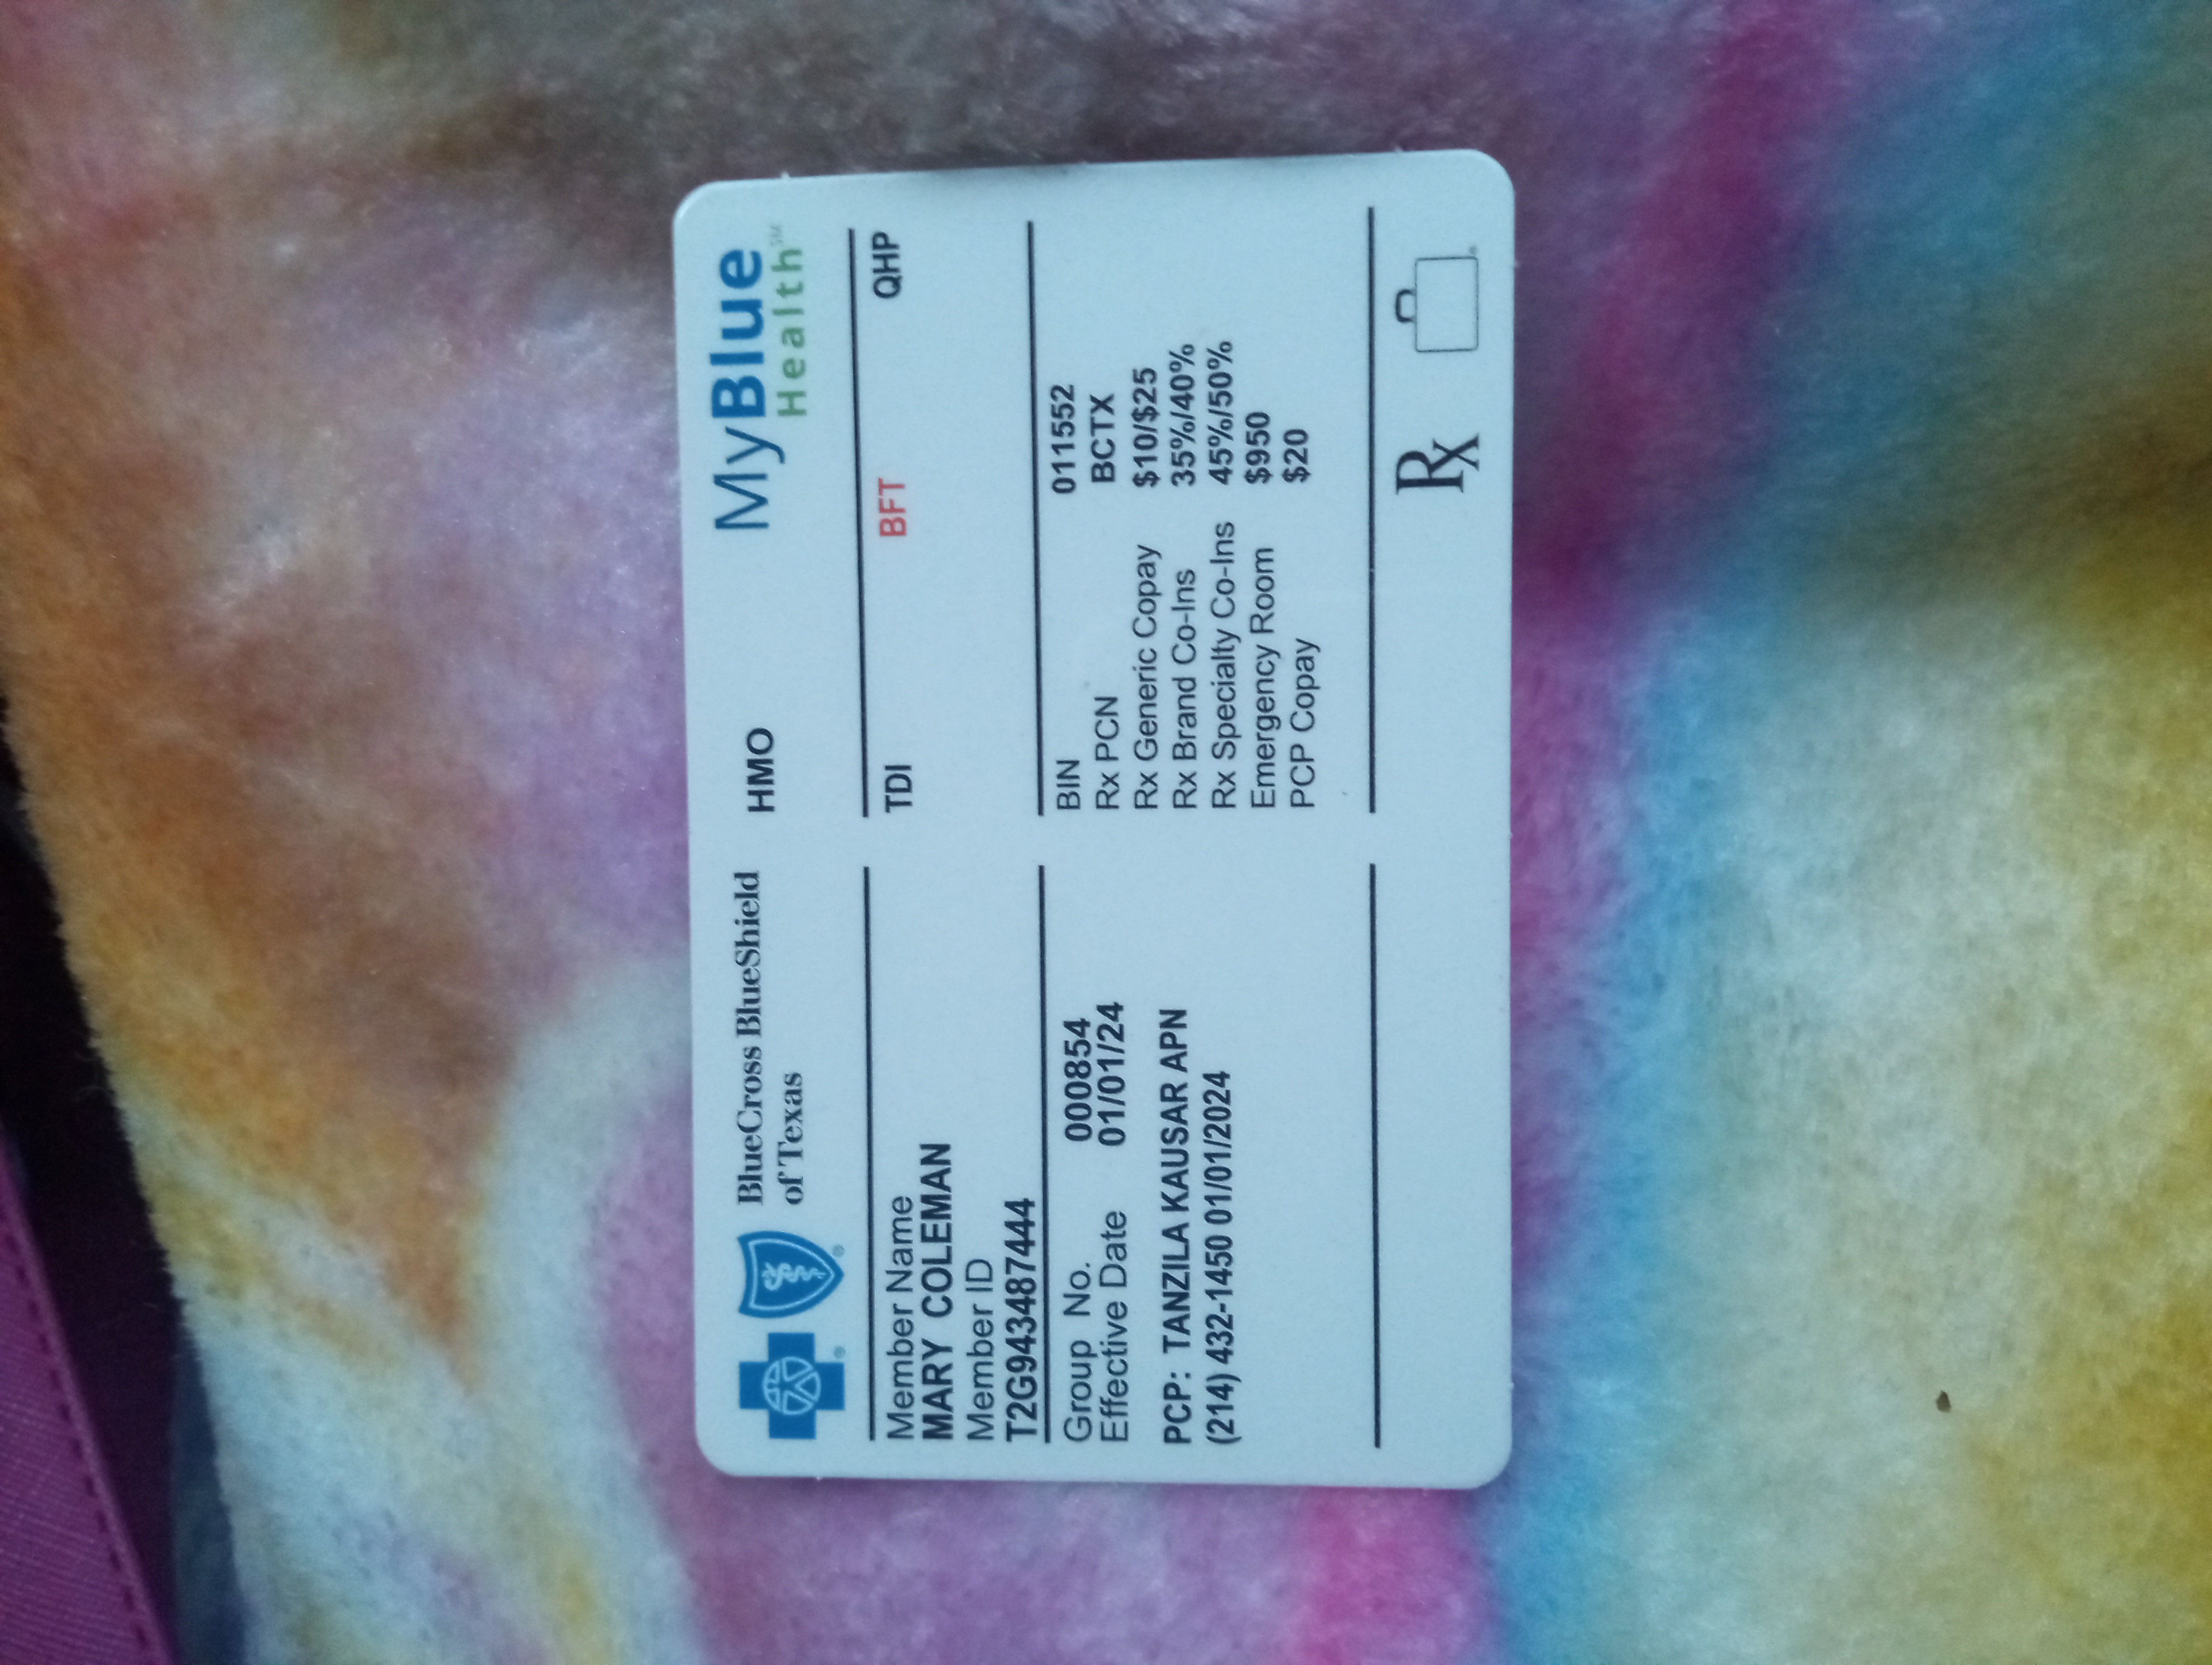 BlueCross BlueShield
of Texas
HMO
MyBlue
Health℠
Member Name
MARY COLEMAN
Member ID
T2G943487444
TDI BFT QHP
Group No. 000854
Effective Date 01/01/24
PCP: TANZILA KAUSAR APN
(214) 432-1450 01/01/2024
BIN 011552
Rx PCN BCTX
Rx Generic Copay $10/$25
Rx Brand Co-Ins 35%/40%
Rx Specialty Co-Ins 45%/50%
Emergency Room $950
PCP Copay $20
Rx